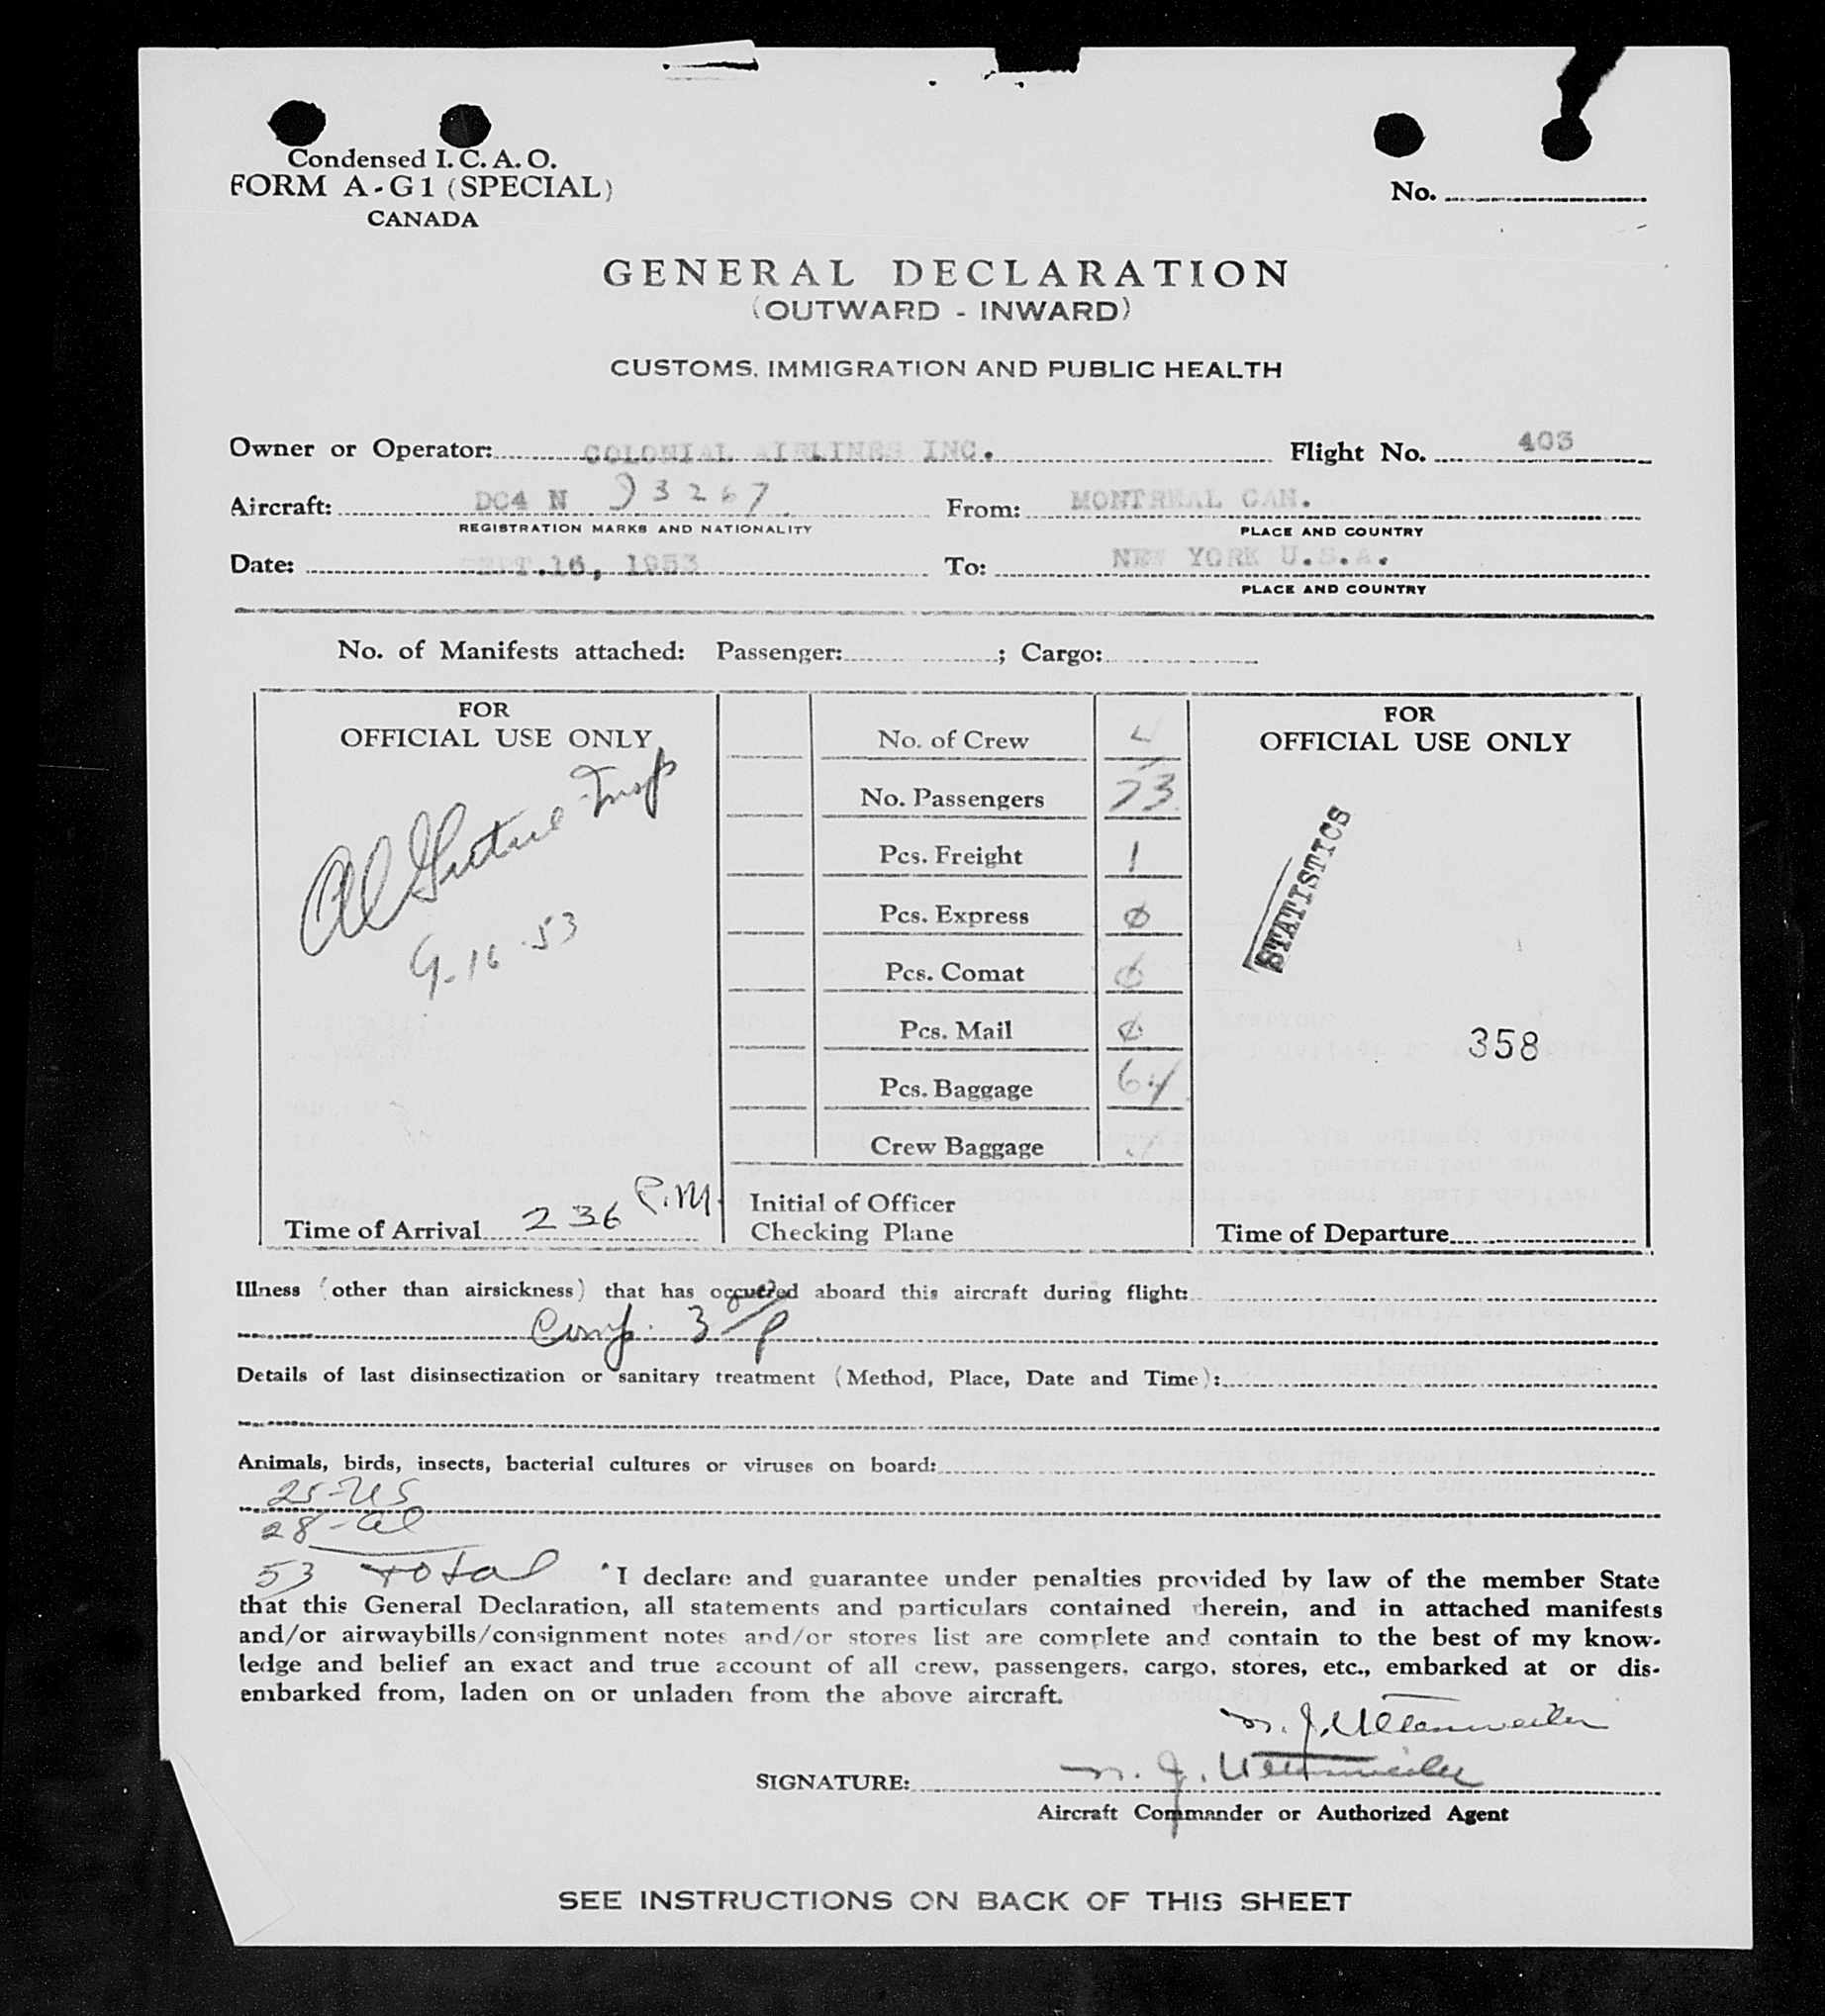 Condensed I. C. A. O.
FORM A-G1 (SPECIAL)
CANADA
No.
GENERAL DECLARATION
(OUTWARD - INWARD)
CUSTOMS, IMMIGRATION AND PUBLIC HEALTH
Owner or Operator: COLONIAL AIRLINES INC. Flight No. 403
Aircraft: DC4 N 93267 From: MONTREAL CAN.
REGISTRATION MARKS AND NATIONALITY PLACE AND COUNTRY
Date: SEPT.16, 1953 To: NEW YORK U.S.A.
PLACE AND COUNTRY
No. of Manifests attached: Passenger: ; Cargo:
FOR
OFFICIAL USE ONLY
Insp
9-16-53
Time of Arrival 236 P.M.
No. of Crew 4
No. Passengers
Pcs. Freight 1
Pcs. Express 0
Pcs. Comat 0
Pcs. Mail 0
Pcs. Baggage 64
Crew Baggage
Initial of Officer
Checking Plane
FOR
OFFICIAL USE ONLY
STATISTICS
358
Time of Departure
Illness (other than airsickness) that has occurred aboard this aircraft during flight:
Comp. 3
Details of last disinsectization or sanitary treatment (Method, Place, Date and Time):
Animals, birds, insects, bacterial cultures or viruses on board:
25-US
28-al
53 Total
"I declare and guarantee under penalties provided by law of the member State
that this General Declaration, all statements and particulars contained therein, and in attached manifests
and/or airwaybills/consignment notes and/or stores list are complete and contain to the best of my know-
ledge and belief an exact and true account of all crew, passengers, cargo, stores, etc., embarked at or dis-
embarked from, laden on or unladen from the above aircraft.
SIGNATURE:
Aircraft Commander or Authorized Agent
SEE INSTRUCTIONS ON BACK OF THIS SHEET